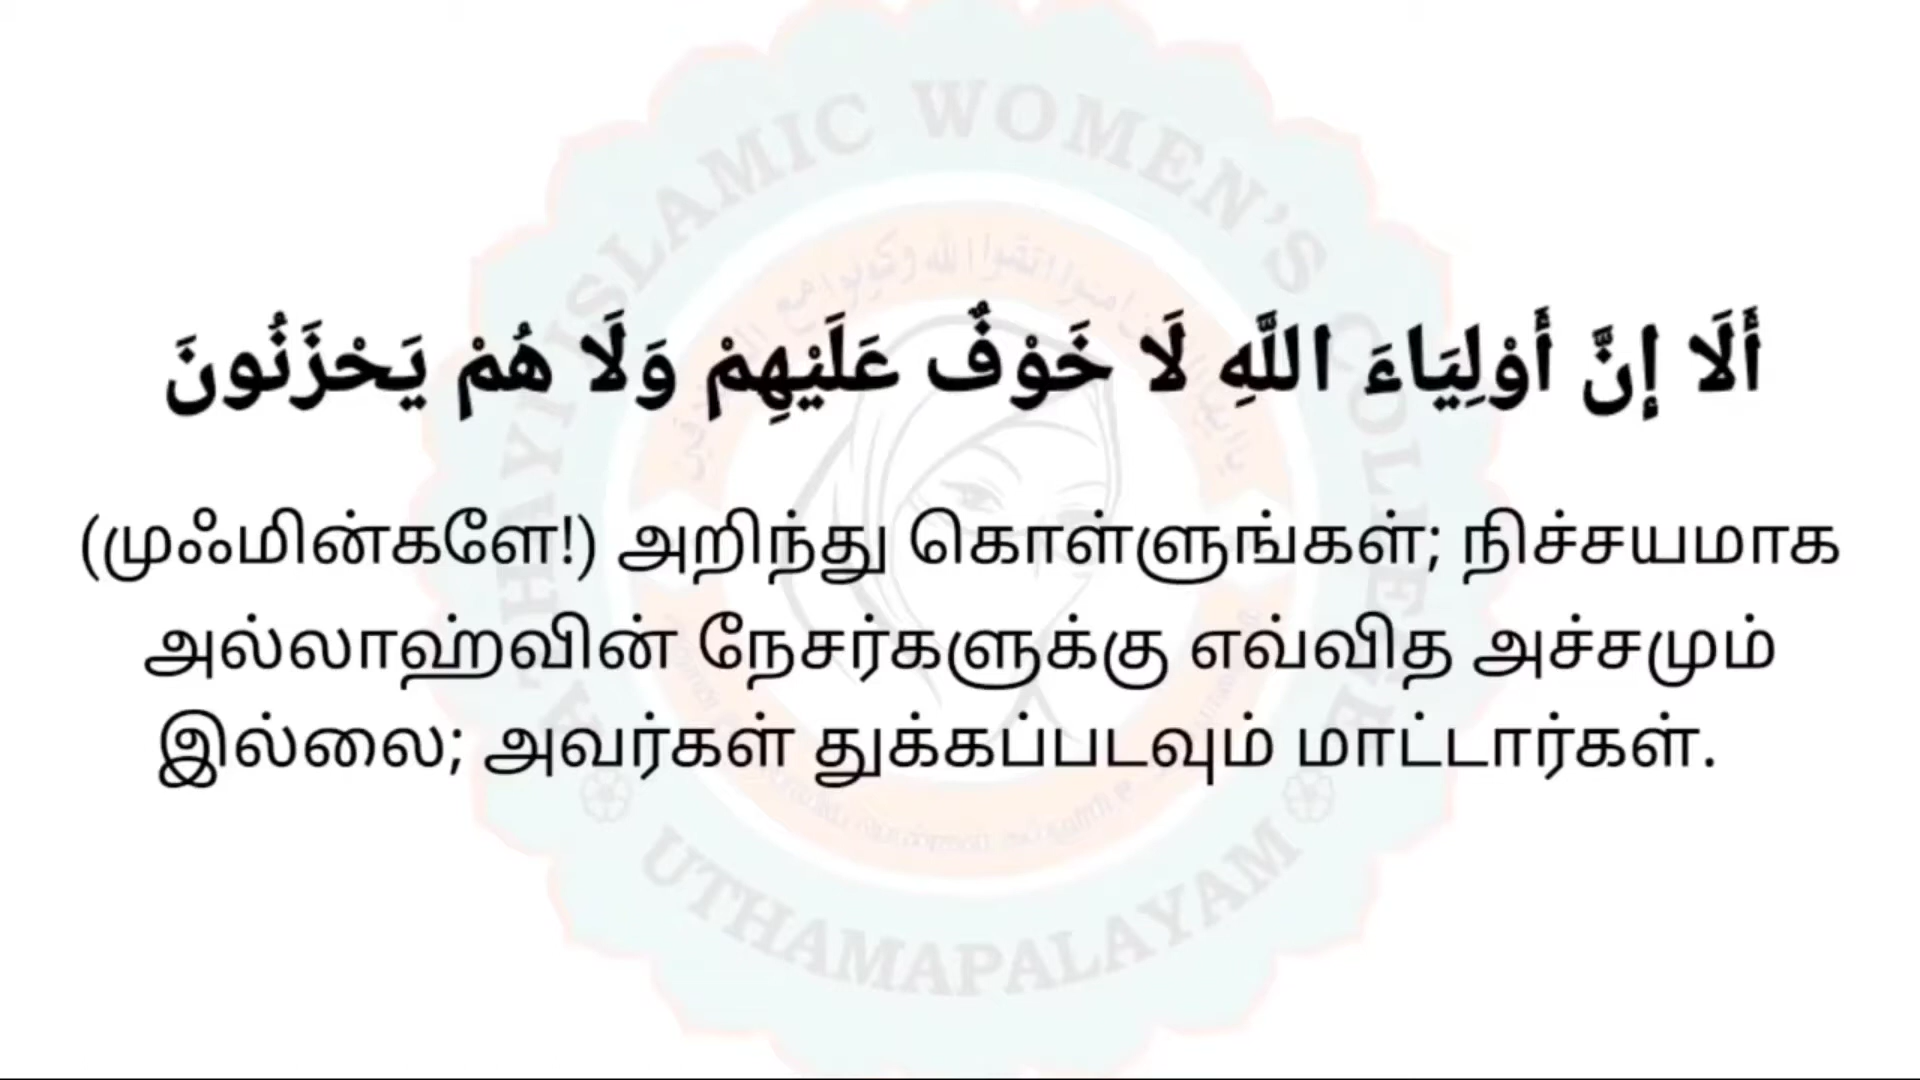 أَلَا إِنَّ أَوْلِيَاءَ اللَّهِ لَا خَوْفٌ عَلَيْهِمْ وَلَا هُمْ يَحْزَنُونَ
(முஃமின்களே!) அறிந்து கொள்ளுங்கள்; நிச்சயமாக
அல்லாஹ்வின் நேசர்களுக்கு எவ்வித அச்சமும்
இல்லை; அவர்கள் துக்கப்படவும் மாட்டார்கள்.
ISLAMIC WOMEN'S COLLEGE
UTHAMAPALAYAM